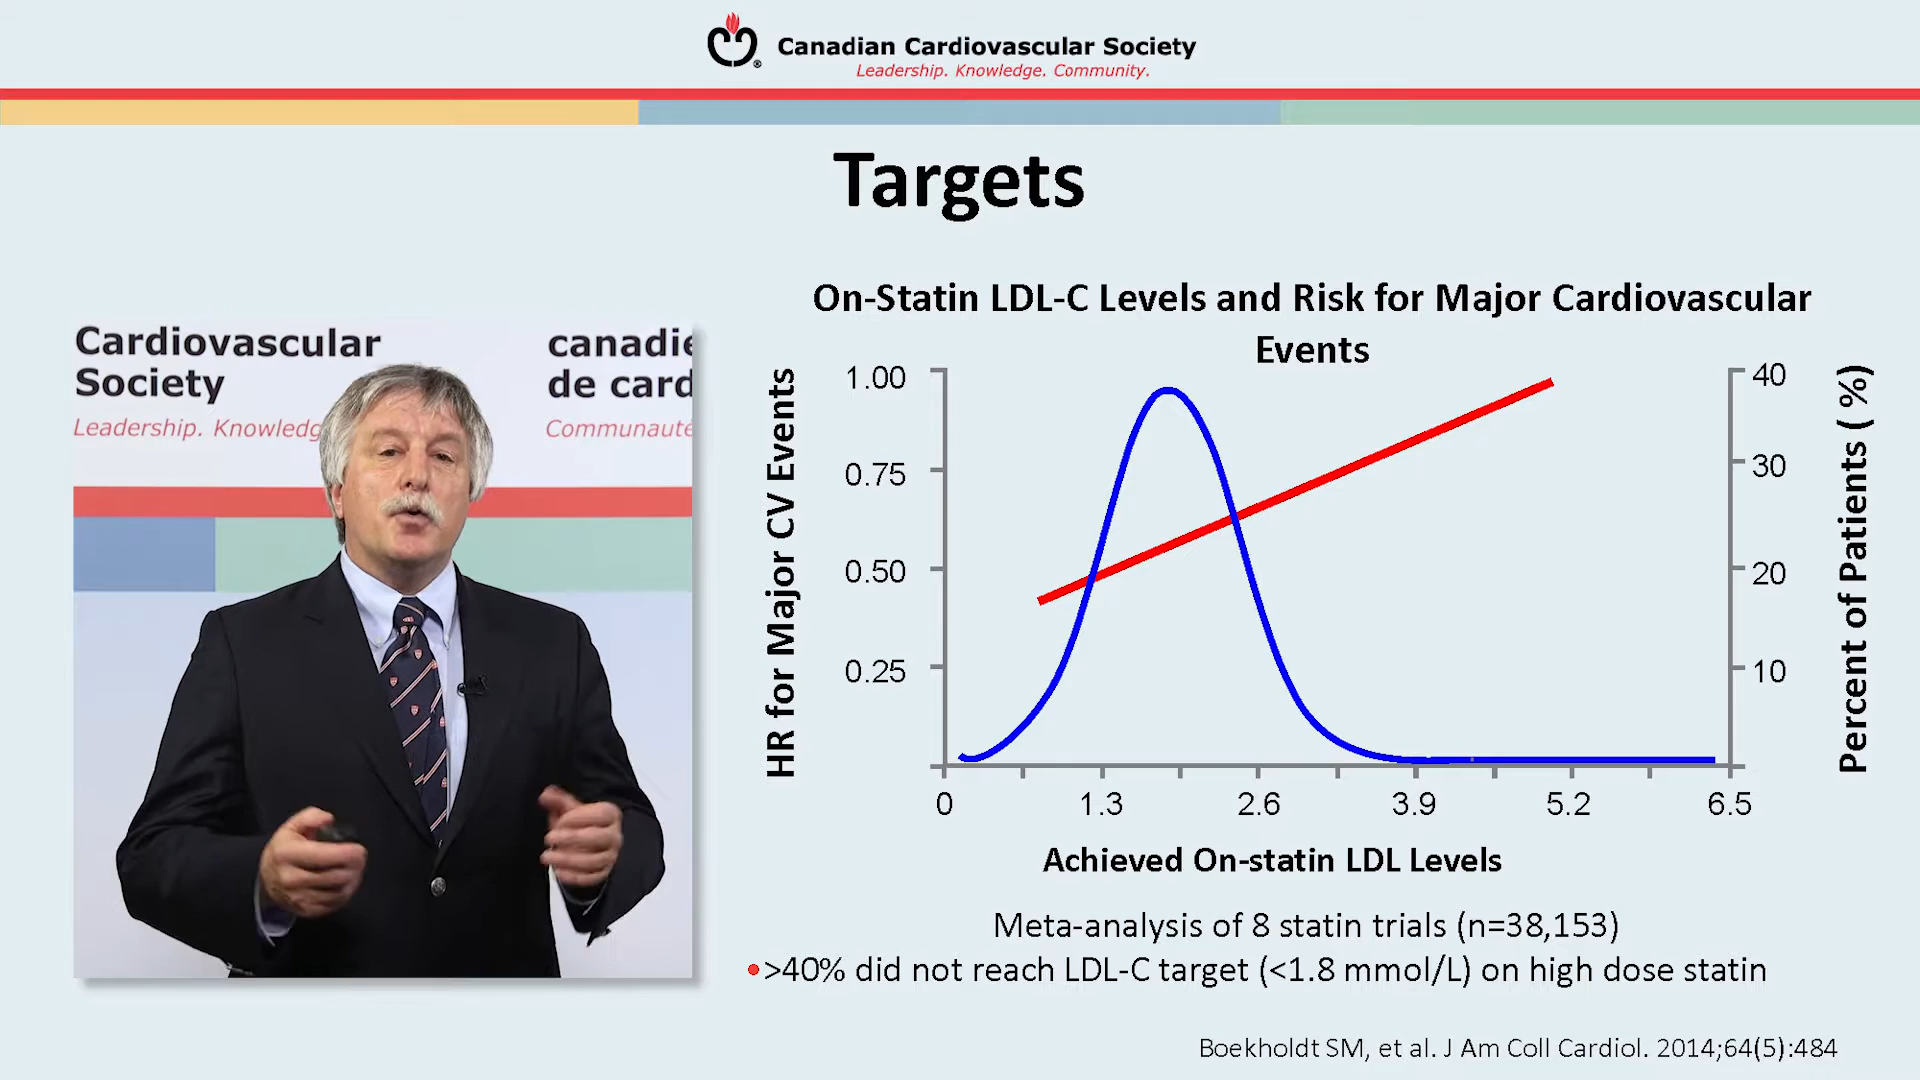 Canadian Cardiovascular Society
Leadership. Knowledge. Community.
Targets
Cardiovascular
Society
Leadership. Knowledg
canadie
de card
Communauté
On-Statin LDL-C Levels and Risk for Major Cardiovascular
Events
HR for Major CV Events
1.00
0.75
0.50
0.25
40
30
20
10
Percent of Patients ( %)
0 1.3 2.6 3.9 5.2 6.5
Achieved On-statin LDL Levels
Meta-analysis of 8 statin trials (n=38,153)
•>40% did not reach LDL-C target (<1.8 mmol/L) on high dose statin
Boekholdt SM, et al. J Am Coll Cardiol. 2014;64(5):484